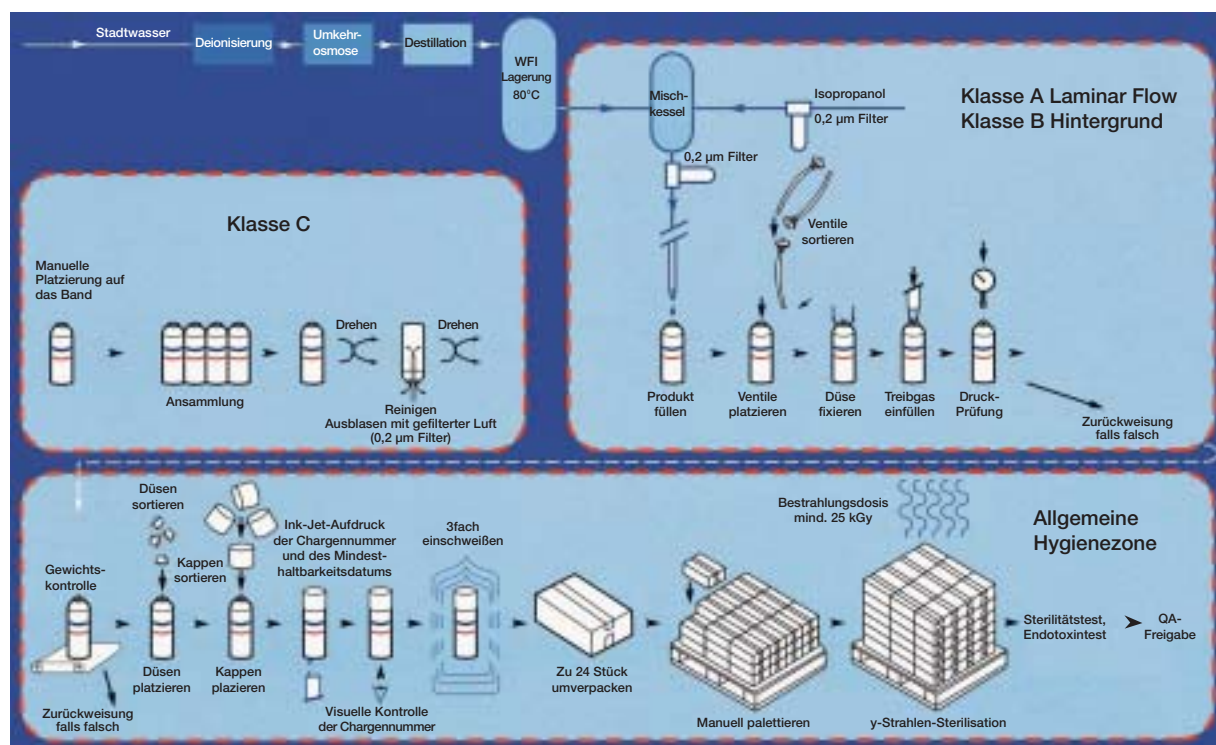 Stadtwasser
Deionisierung
Umkehr-
osmose
Destillation
WFI
Lagerung
80°C
Misch-
kessel
Isopropanol
0,2 µm Filter
0,2 µm Filter
Klasse A Laminar Flow
Klasse B Hintergrund
Ventile
sortieren
Produkt
füllen
Ventile
platzieren
Düse
fixieren
Treibgas
einfüllen
Druck-
Prüfung
Zurückweisung
falls falsch
Klasse C
Manuelle
Platzierung auf
das Band
Ansammlung
Drehen
Drehen
Reinigen
Ausblasen mit gefilterter Luft
(0,2 µm Filter)
Allgemeine
Hygienezone
Gewichts-
kontrolle
Zurückweisung
falls falsch
Düsen
sortieren
Düsen
platzieren
Kappen
sortieren
Kappen
plazieren
Ink-Jet-Aufdruck
der Chargennummer
und des Mindest-
haltbarkeitsdatums
Visuelle Kontrolle
der Chargennummer
3fach
einschweißen
Zu 24 Stück
umverpacken
Manuell palettieren
Bestrahlungsdosis
mind. 25 kGy
y-Strahlen-Sterilisation
Sterilitätstest,
Endotoxintest
QA-
Freigabe